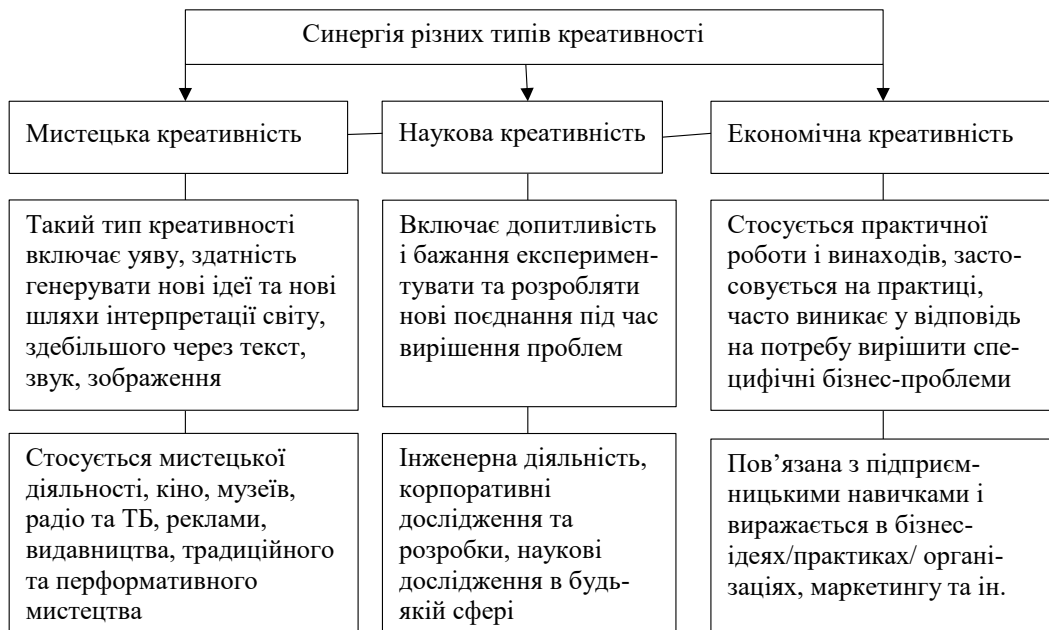 Синергія різних типів креативності
Мистецька креативність
Наукова креативність
Економічна креативність
Такий тип креативності
включає уяву, здатність
генерувати нові ідеї та нові
шляхи інтерпретації світу,
здебільшого через текст,
звук, зображення
Включає допитливість
і бажання експеримен-
тувати та розробляти
нові поєднання під час
вирішення проблем
Стосується практичної
роботи і винаходів, засто-
совується на практиці,
часто виникає у відповідь
на потребу вирішити спе-
цифічні бізнес-проблеми
Стосується мистецької
діяльності, кіно, музеїв,
радіо та ТБ, реклами,
видавництва, традиційного
та перформативного
мистецтва
Інженерна діяльність,
корпоративні
дослідження та
розробки, наукові
дослідження в будь-
якій сфері
Пов’язана з підприєм-
ницькими навичками і
виражається в бізнес-
ідеях/практиках/ органі-
заціях, маркетингу та ін.